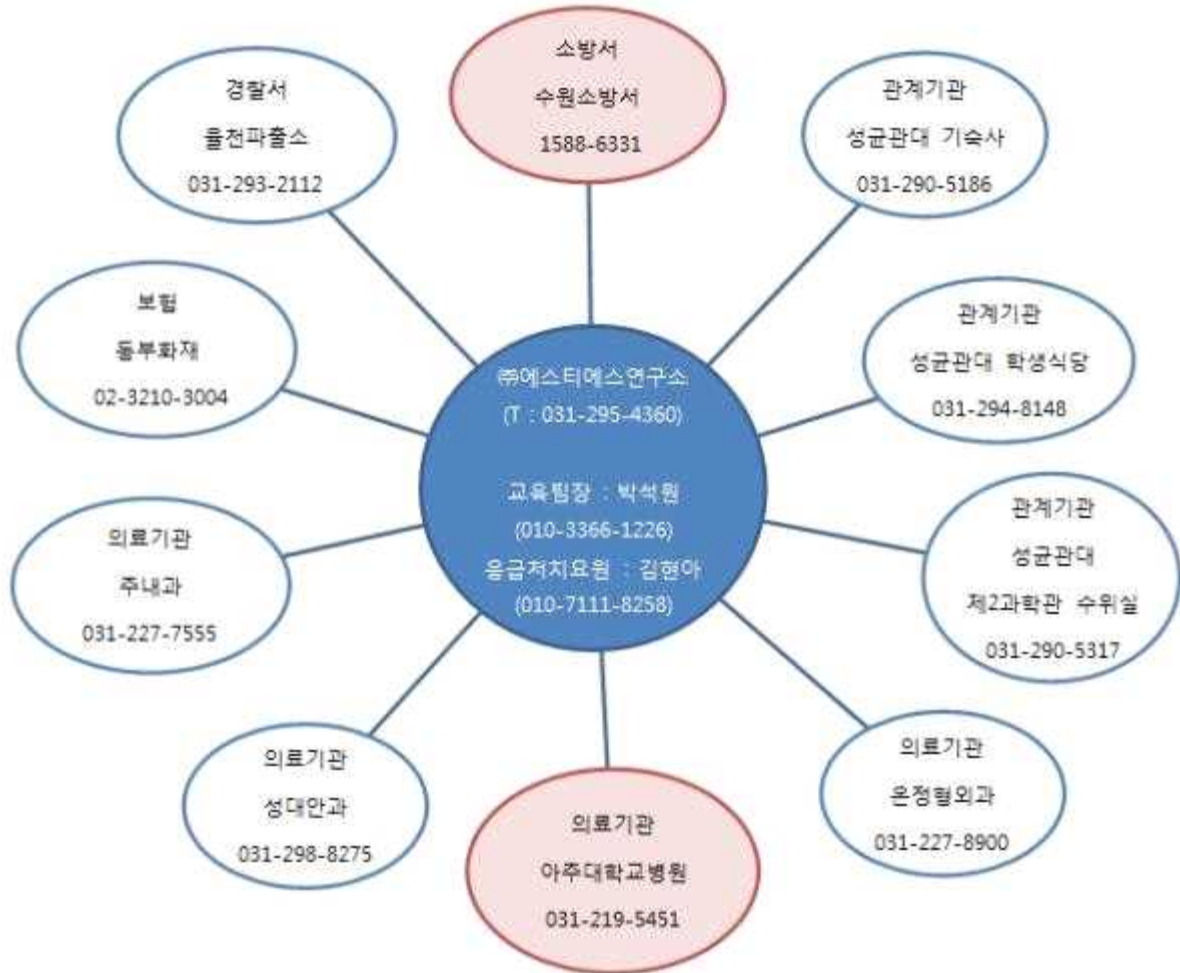 소방서
수원소방서
1588-6331
경찰서
율천파출소
031-293-2112
관계기관
성균관대 기숙사
031-290-5186
보험
동부화재
02-3210-3004
관계기관
성균관대 학생식당
031-294-8148
㈜에스티에스연구소
(T : 031-295-4360)
교육팀장 : 박석원
(010-3366-1226)
응급처치요원 : 김현아
(010-7111-8258)
의료기관
주내과
031-227-7555
관계기관
성균관대
제2과학관 수위실
031-290-5317
의료기관
성대안과
031-298-8275
의료기관
아주대학교병원
031-219-5451
의료기관
온정형외과
031-227-8900